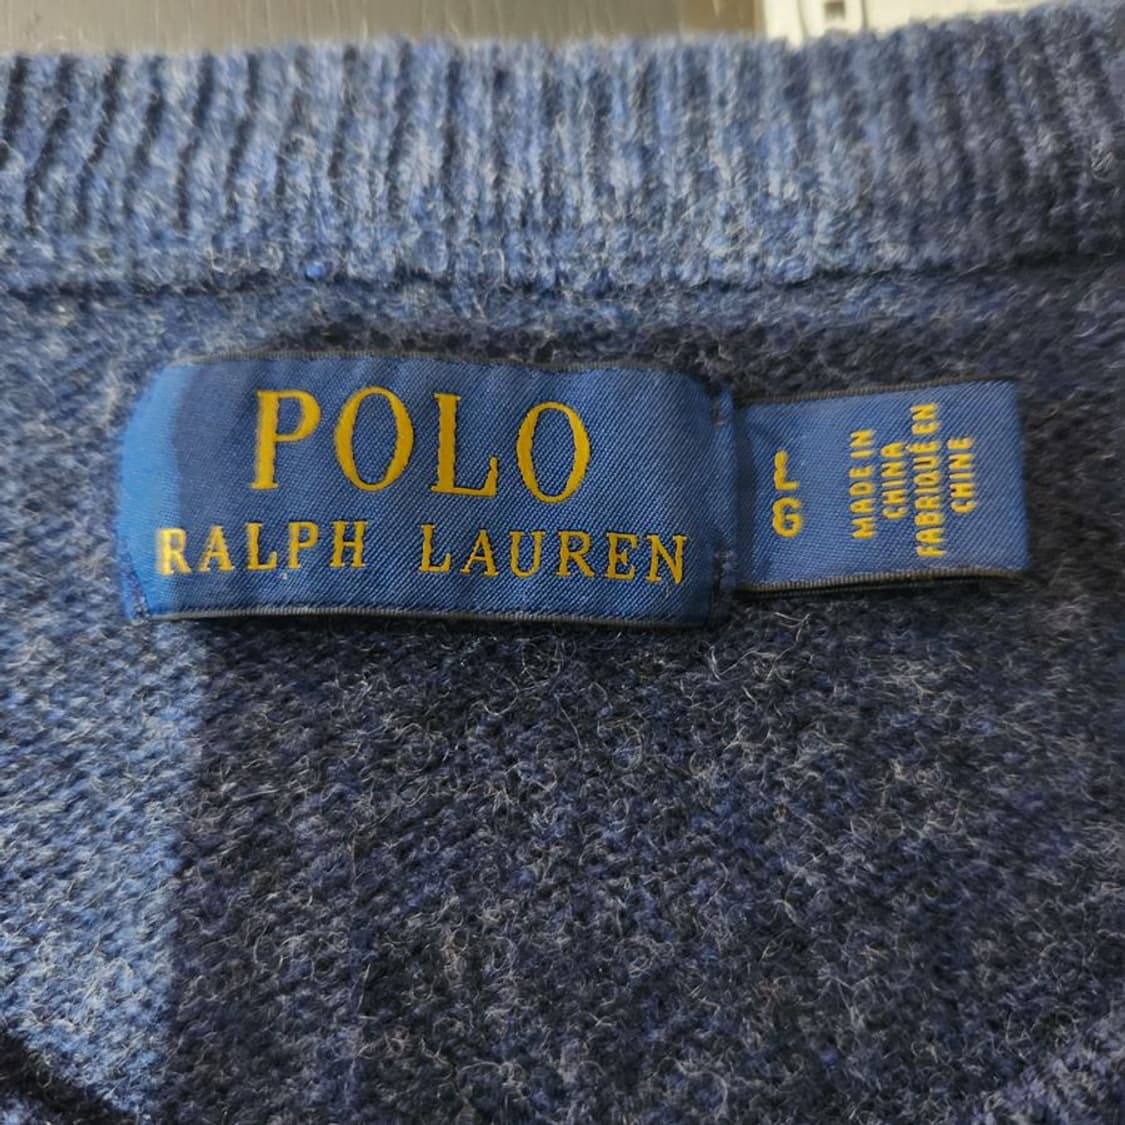 POLO
RALPH LAUREN
L
G
MADE IN
CHINA
FABRIQUÉ EN
CHINE